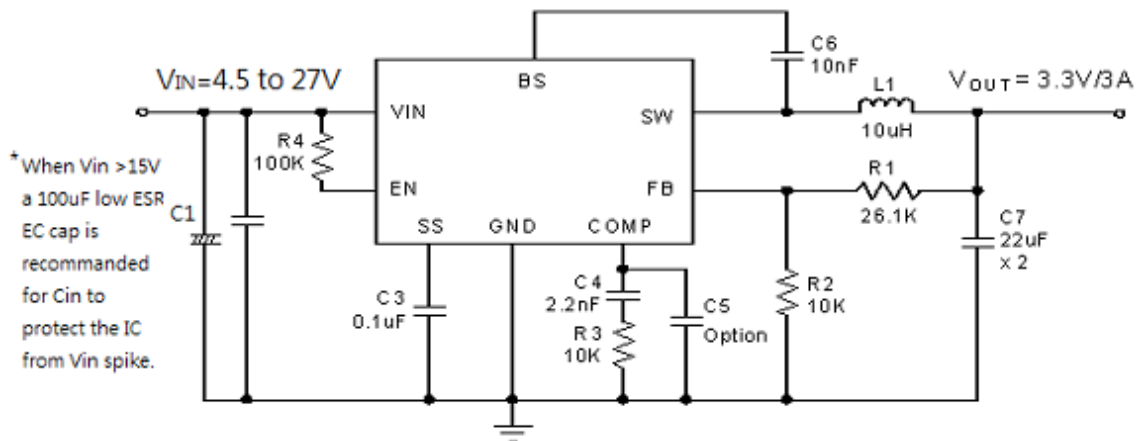 VIN=4.5 to 27V
BS
C6
10nF
VOUT = 3.3V/3A
L1
10uH
VIN
SW
R4
100K
EN
FB
R1
26.1K
* When Vin >15V
a 100uF low ESR
EC cap is
recommanded
for Cin to
protect the IC
from Vin spike.
C1
SS
GND
COMP
C7
22uF
x 2
C3
0.1uF
C4
2.2nF
R3
10K
C5
Option
R2
10K